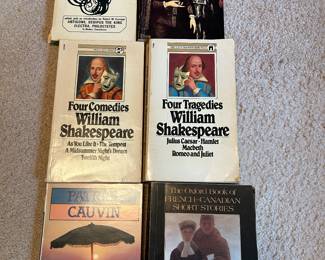 ANTIGONE, OEDIPUS THE KING
ELECTRA, PHILOCTETES
Four Comedies
William
Shakespeare
As You Like It · The Tempest
A Midsummer Night's Dream
Twelfth Night
Four Tragedies
William
Shakespeare
Julius Caesar · Hamlet
Macbeth
Romeo and Juliet
CAUVIN
The Oxford Book of
FRENCH-CANADIAN
SHORT STORIES